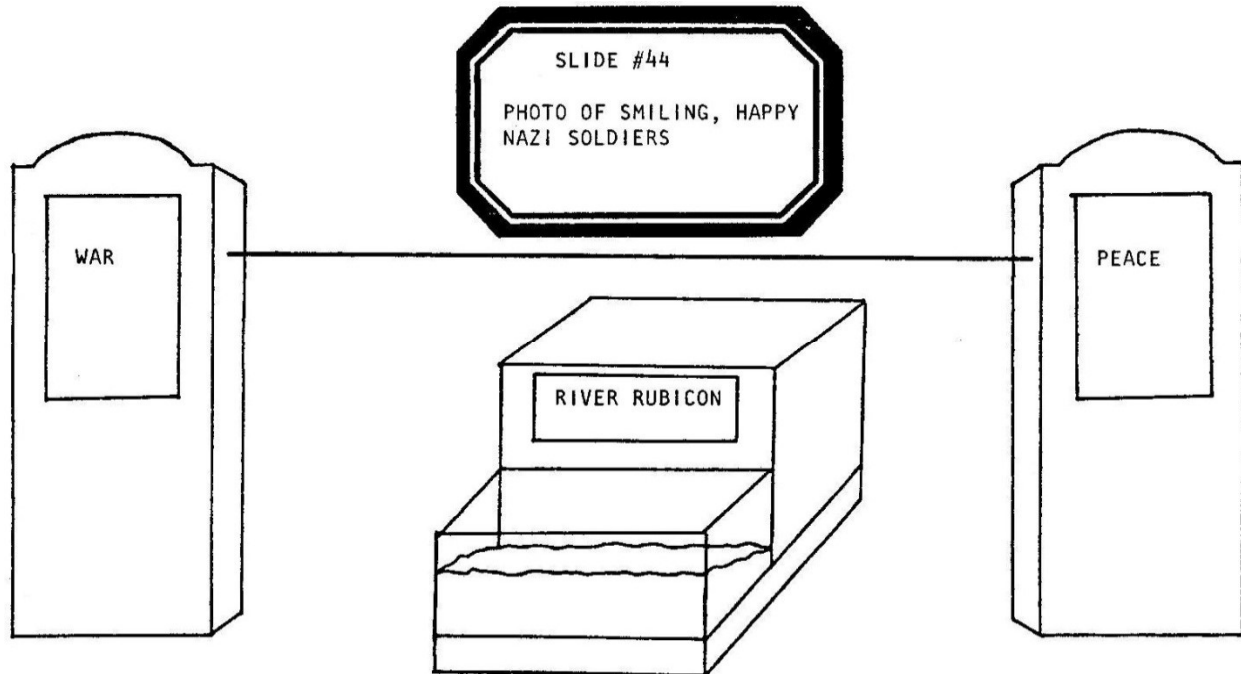 SLIDE #44
PHOTO OF SMILING, HAPPY
NAZI SOLDIERS
WAR
PEACE
RIVER RUBICON